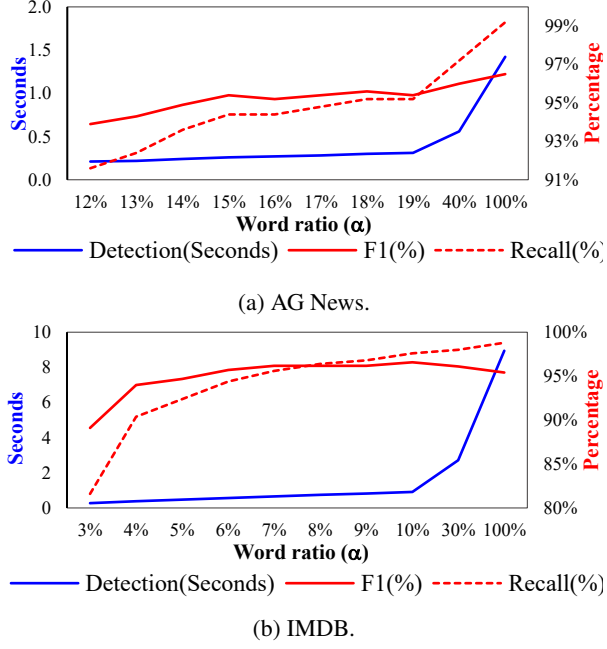 2.0 99%
1.5 97%
1.0 95%
0.5 93%
0.0 91%
Seconds
Percentage
12% 13% 14% 15% 16% 17% 18% 19% 40% 100%
Word ratio (α)
Detection(Seconds) F1(%) Recall(%)
(a) AG News.
10 100%
8 95%
6 90%
4 85%
2 80%
0
Seconds
Percentage
3% 4% 5% 6% 7% 8% 9% 10% 30% 100%
Word ratio (α)
Detection(Seconds) F1(%) Recall(%)
(b) IMDB.